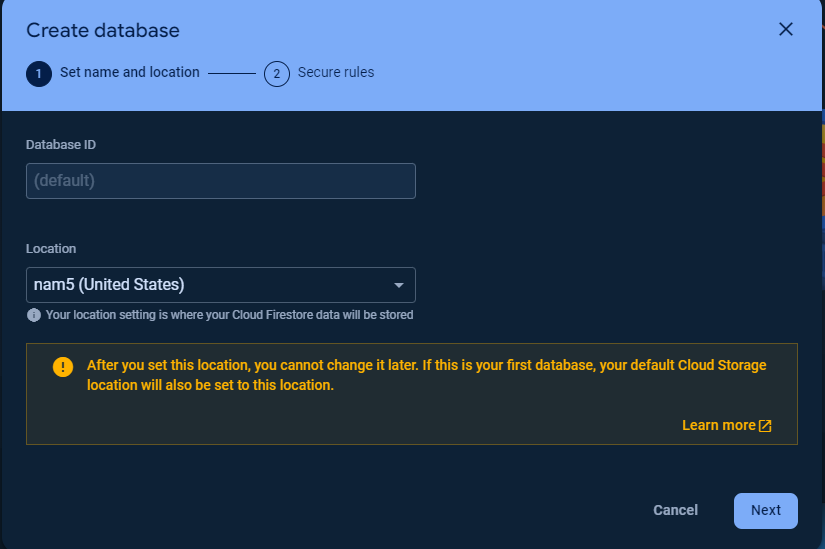 Create database
1 Set name and location 2 Secure rules
Database ID
(default)
Location
nam5 (United States)
Your location setting is where your Cloud Firestore data will be stored
After you set this location, you cannot change it later. If this is your first database, your default Cloud Storage
location will also be set to this location.
Learn more
Cancel Next